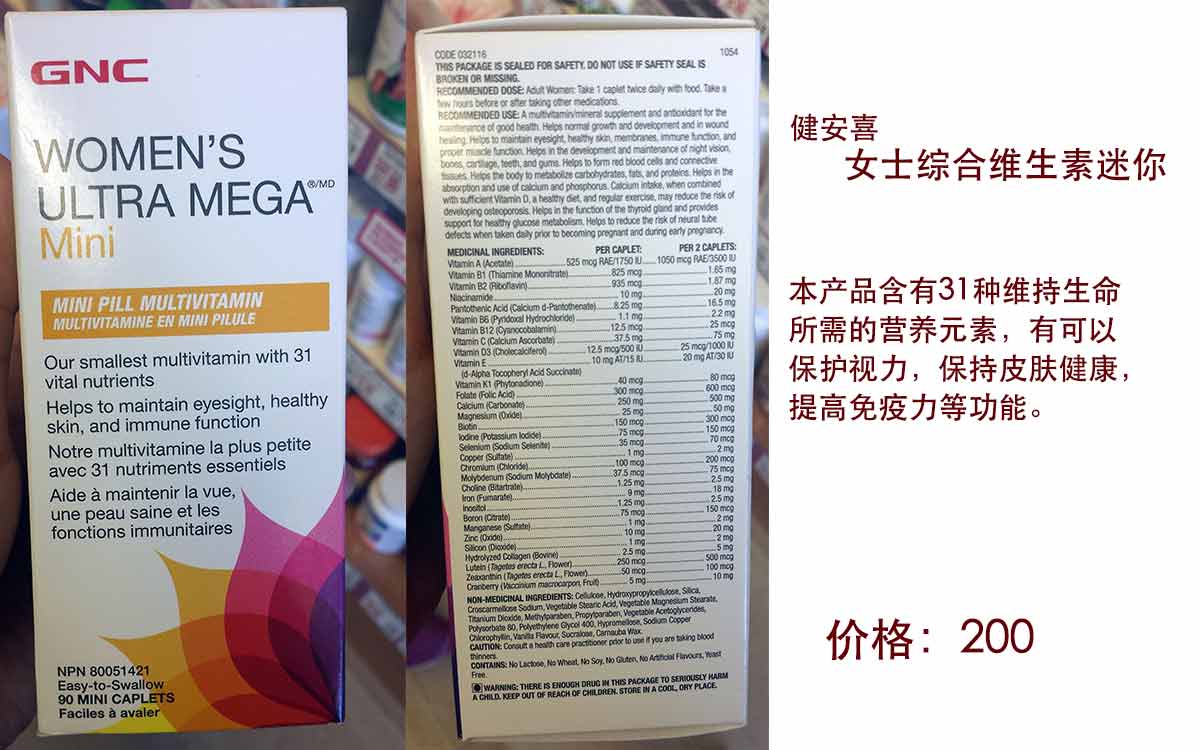 GNC
WOMEN'S
ULTRA MEGA®/MD
Mini
MINI PILL MULTIVITAMIN
MULTIVITAMINE EN MINI PILULE
Our smallest multivitamin with 31
vital nutrients
Helps to maintain eyesight, healthy
skin, and immune function
Notre multivitamine la plus petite
avec 31 nutriments essentiels
Aide à maintenir la vue,
une peau saine et les
fonctions immunitaires
NPN 80051421
Easy-to-Swallow
90 MINI CAPLETS
Faciles à avaler
CODE 032116 1054
THIS PACKAGE IS SEALED FOR SAFETY. DO NOT USE IF SAFETY SEAL IS
BROKEN OR MISSING.
RECOMMENDED DOSE: Adult Women: Take 1 caplet twice daily with food. Take a
few hours before or after taking other medications.
RECOMMENDED USE: A multivitamin/mineral supplement and antioxidant for the
maintenance of good health. Helps normal growth and development and in wound
healing. Helps to maintain eyesight, healthy skin, membranes, immune function, and
proper muscle function. Helps in the development and maintenance of night vision,
bones, cartilage, teeth, and gums. Helps to form red blood cells and connective
tissues. Helps the body to metabolize carbohydrates, fats, and proteins. Helps in the
absorption and use of calcium and phosphorus. Calcium intake, when combined
with sufficient Vitamin D, a healthy diet, and regular exercise, may reduce the risk of
developing osteoporosis. Helps in the function of the thyroid gland and provides
support for healthy glucose metabolism. Helps to reduce the risk of neural tube
defects when taken daily prior to becoming pregnant and during early pregnancy.
MEDICINAL INGREDIENTS: PER CAPLET: PER 2 CAPLETS:
Vitamin A (Acetate) 525 mcg RAE/1750 IU 1050 mcg RAE/3500 IU
Vitamin B1 (Thiamine Mononitrate) 825 mcg 1.65 mg
Vitamin B2 (Riboflavin) 935 mcg 1.87 mg
Niacinamide 10 mg 20 mg
Pantothenic Acid (Calcium d-Pantothenate) 8.25 mg 16.5 mg
Vitamin B6 (Pyridoxal Hydrochloride) 1.1 mg 2.2 mg
Vitamin B12 (Cyanocobalamin) 12.5 mcg 25 mcg
Vitamin C (Calcium Ascorbate) 37.5 mg 75 mg
Vitamin D3 (Cholecalciferol) 12.5 mcg/500 IU 25 mcg/1000 IU
Vitamin E 10 mg AT/15 IU 20 mg AT/30 IU
(d-Alpha Tocopheryl Acid Succinate)
Vitamin K1 (Phytonadione) 40 mcg 80 mcg
Folate (Folic Acid) 300 mcg 600 mcg
Calcium (Carbonate) 250 mg 500 mg
Magnesium (Oxide) 25 mg 50 mg
Biotin 150 mcg 300 mcg
Iodine (Potassium Iodide) 75 mcg 150 mcg
Selenium (Sodium Selenite) 35 mcg 70 mcg
Copper (Sulfate) 1 mg 2 mg
Chromium (Chloride) 100 mcg 200 mcg
Molybdenum (Sodium Molybdate) 37.5 mcg 75 mcg
Choline (Bitartrate) 1.25 mg 2.5 mg
Iron (Fumarate) 9 mg 18 mg
Inositol 1.25 mg 2.5 mg
Boron (Citrate) 75 mcg 150 mcg
Manganese (Sulfate) 1 mg 2 mg
Zinc (Oxide) 10 mg 20 mg
Silicon (Dioxide) 1 mg 2 mg
Hydrolyzed Collagen (Bovine) 2.5 mg 5 mg
Lutein (Tagetes erecta L., Flower) 250 mcg 500 mcg
Zeaxanthin (Tagetes erecta L., Flower) 50 mcg 100 mcg
Cranberry (Vaccinium macrocarpon, Fruit) 5 mg 10 mg
NON-MEDICINAL INGREDIENTS: Cellulose, Hydroxypropylcellulose, Silica,
Croscarmellose Sodium, Vegetable Stearic Acid, Vegetable Magnesium Stearate,
Titanium Dioxide, Methylparaben, Propylparaben, Vegetable Acetoglycerides,
Polysorbate 80, Polyethylene Glycol 400, Hypromellose, Sodium Copper
Chlorophyllin, Vanilla Flavour, Sucralose, Carnauba Wax.
CAUTION: Consult a health care practitioner prior to use if you are taking blood
thinners.
CONTAINS: No Lactose, No Wheat, No Soy, No Gluten, No Artificial Flavours, Yeast
Free.
WARNING: THERE IS ENOUGH DRUG IN THIS PACKAGE TO SERIOUSLY HARM
A CHILD. KEEP OUT OF REACH OF CHILDREN. STORE IN A COOL, DRY PLACE.
健安喜
女士综合维生素迷你
本产品含有31种维持生命
所需的营养元素，有可以
保护视力，保持皮肤健康，
提高免疫力等功能。
价格：200